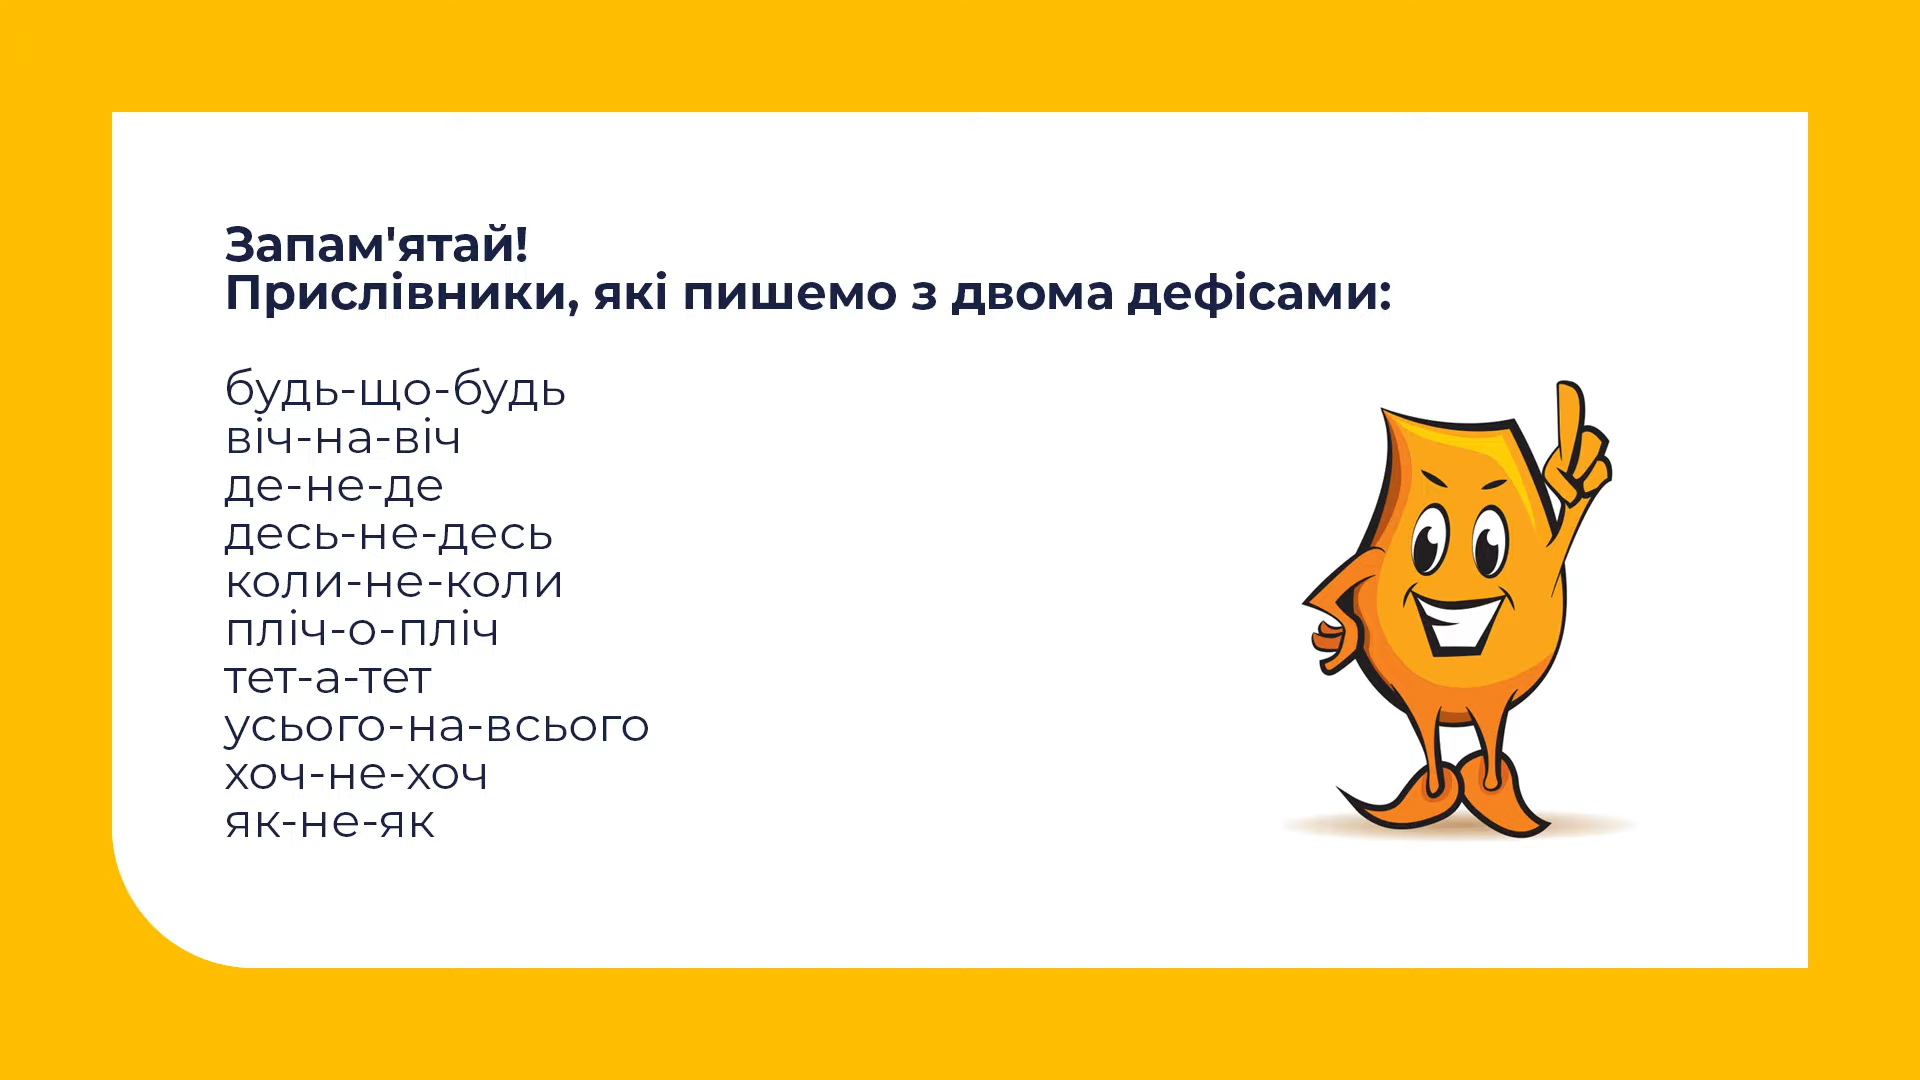 Запам'ятай!
Прислівники, які пишемо з двома дефісами:
будь-що-будь
віч-на-віч
де-не-де
десь-не-десь
коли-не-коли
пліч-о-пліч
тет-а-тет
усього-на-всього
хоч-не-хоч
як-не-як